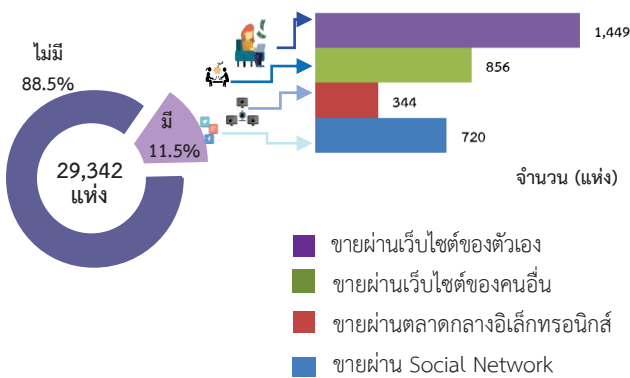 ไม่มี
88.5%
มี
11.5%
29,342
แห่ง
1,449
856
344
720
จำนวน (แห่ง)
ขายผ่านเว็บไซต์ของตัวเอง
ขายผ่านเว็บไซต์ของคนอื่น
ขายผ่านตลาดกลางอิเล็กทรอนิกส์
ขายผ่าน Social Network